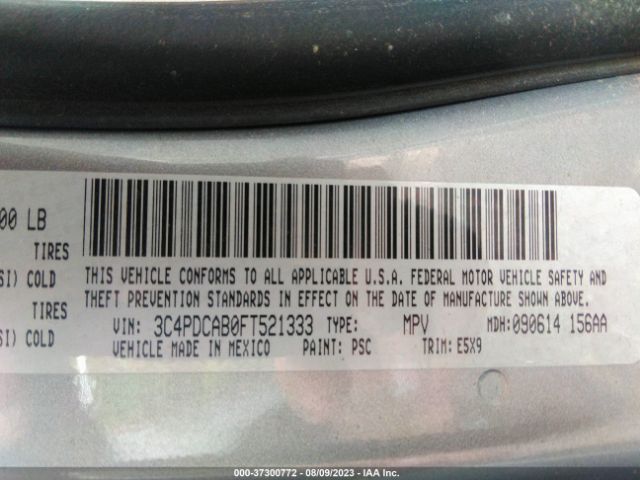 00 LB
TIRES
SI) COLD
TIRES
SI) COLD
THIS VEHICLE CONFORMS TO ALL APPLICABLE U.S.A. FEDERAL MOTOR VEHICLE SAFETY AND
THEFT PREVENTION STANDARDS IN EFFECT ON THE DATE OF MANUFACTURE SHOWN ABOVE.
VIN: 3C4PDCAB0FT521333 TYPE: MPV MDH:090614 156AA
VEHICLE MADE IN MEXICO PAINT: PSC TRIM: E5X9
000-37300772 - 08/09/2023 - IAA Inc.